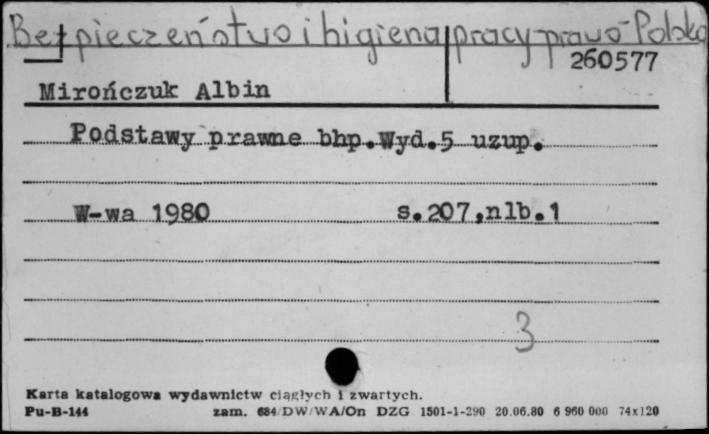 Bezpieczeństwo i higiena pracy prawo - Polska
260577
Mirończuk Albin
Podstawy prawne bhp.Wyd.5 uzup.
W-wa 1980 s.207,nlb.1
3
Karta katalogowa wydawnictw ciągłych i zwartych.
Pu-B-144 zam. 684/DW/WA/On DZG 1501-1-290 20.06.80 6 960 000 74x120